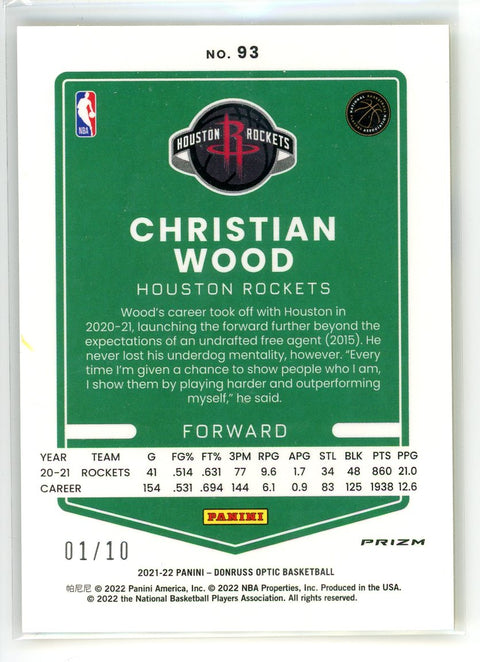 NO. 93
NBA
HOUSTON R ROCKETS
CHRISTIAN
WOOD
HOUSTON ROCKETS
Wood's career took off with Houston in
2020-21, launching the forward further beyond the
expectations of an undrafted free agent (2015). He
never lost his underdog mentality, however. “Every
time I'm given a chance to show people who I am,
I show them by playing harder and outperforming
myself,” he said.
FORWARD
YEAR TEAM G FG% FT% 3PM RPG APG STL BLK PTS PPG
20-21 ROCKETS 41 .514 .631 77 9.6 1.7 34 48 860 21.0
CAREER 154 .531 .694 144 6.1 0.9 83 125 1938 12.6
PANINI
01/10
PRIZM
2021-22 PANINI – DONRUSS OPTIC BASKETBALL
帕尼尼 © 2022 Panini America, Inc. © 2022 NBA Properties, Inc. Produced in the USA.
© 2022 the National Basketball Players Association. All rights reserved.